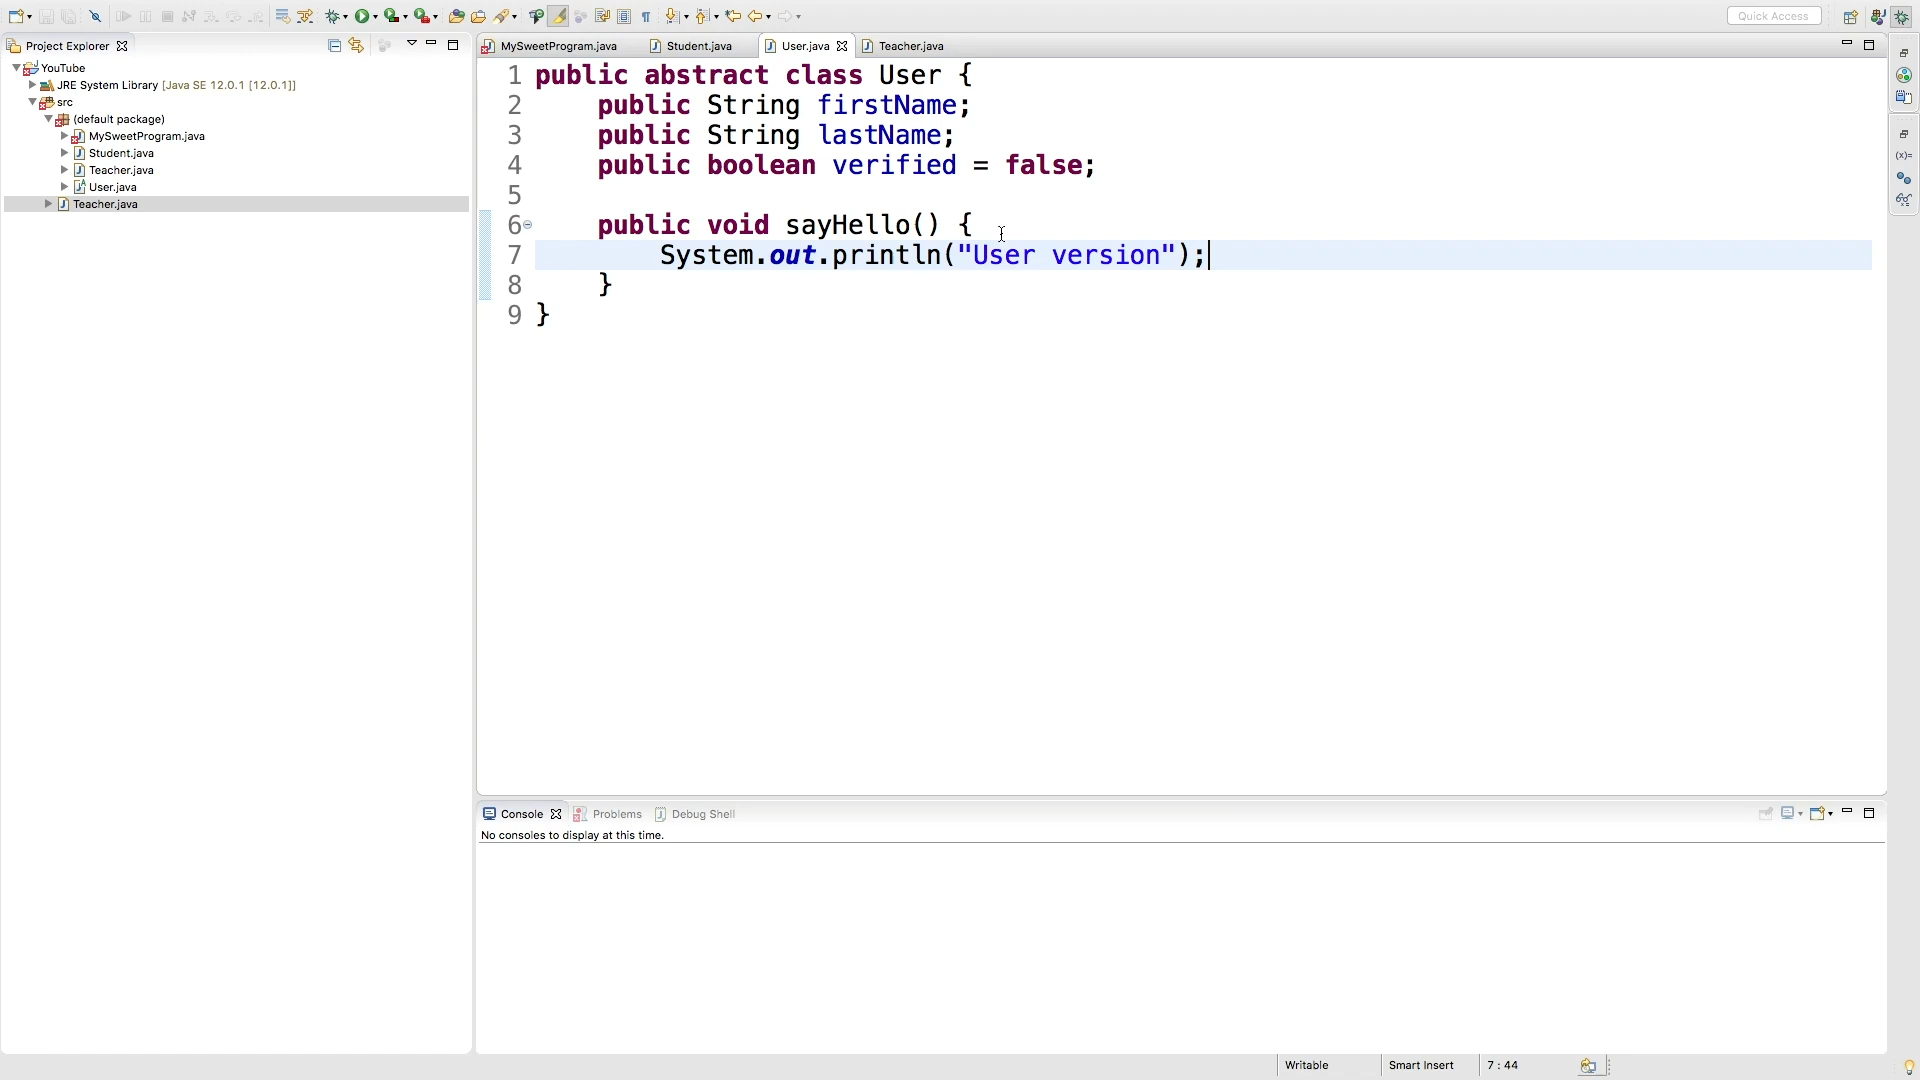 Quick Access
Project Explorer
YouTube
JRE System Library [Java SE 12.0.1 [12.0.1]]
src
(default package)
MySweetProgram.java
Student.java
Teacher.java
User.java
Teacher.java
MySweetProgram.java
Student.java
User.java
Teacher.java
1 public abstract class User {
2 public String firstName;
3 public String lastName;
4 public boolean verified = false;
5
6 public void sayHello() {
7 System.out.println("User version");
8 }
9 }
Console
Problems
Debug Shell
No consoles to display at this time.
Writable
Smart Insert
7 : 44